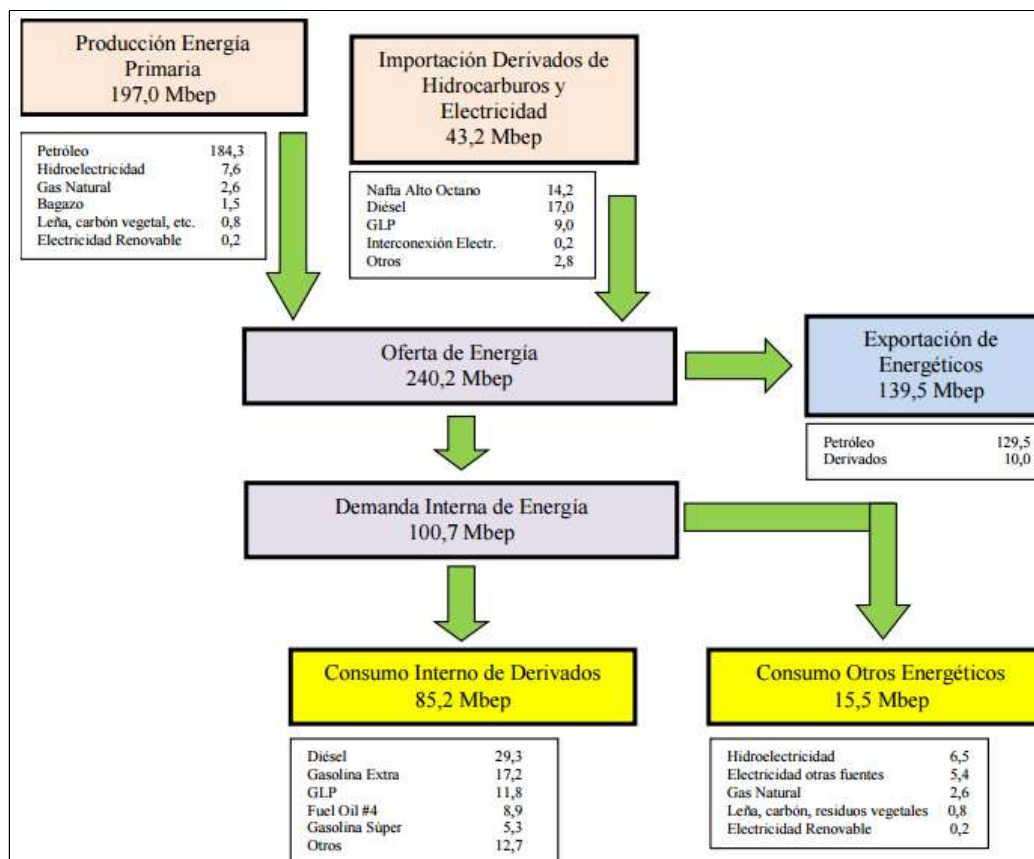 Producción Energía
Primaria
197,0 Mbep
Importación Derivados de
Hidrocarburos y
Electricidad
43,2 Mbep
Petróleo 184,3
Hidroelectricidad 7,6
Gas Natural 2,6
Bagazo 1,5
Leña, carbón vegetal, etc. 0,8
Electricidad Renovable 0,2
Nafta Alto Octano 14,2
Diésel 17,0
GLP 9,0
Interconexión Electr. 0,2
Otros 2,8
Oferta de Energía
240,2 Mbep
Exportación de
Energéticos
139,5 Mbep
Petróleo 129,5
Derivados 10,0
Demanda Interna de Energía
100,7 Mbep
Consumo Interno de Derivados
85,2 Mbep
Consumo Otros Energéticos
15,5 Mbep
Diésel 29,3
Gasolina Extra 17,2
GLP 11,8
Fuel Oil #4 8,9
Gasolina Súper 5,3
Otros 12,7
Hidroelectricidad 6,5
Electricidad otras fuentes 5,4
Gas Natural 2,6
Leña, carbón, residuos vegetales 0,8
Electricidad Renovable 0,2